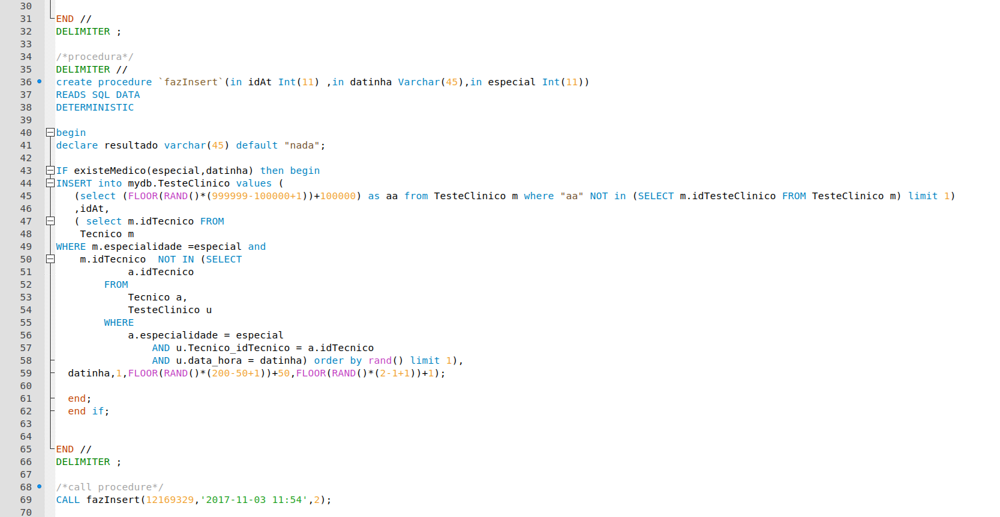 30
31 END //
32 DELIMITER ;
33
34 /*procedura*/
35 DELIMITER //
36 create procedure `fazInsert`(in idAt Int(11) ,in datinha Varchar(45),in especial Int(11))
37 READS SQL DATA
38 DETERMINISTIC
39
40 begin
41 declare resultado varchar(45) default "nada";
42
43 IF existeMedico(especial,datinha) then begin
44 INSERT into mydb.TesteClinico values (
45    (select (FLOOR(RAND()*(999999-100000+1))+100000) as aa from TesteClinico m where "aa" NOT in (SELECT m.idTesteClinico FROM TesteClinico m) limit 1)
46    ,idAt,
47    ( select m.idTecnico FROM
48     Tecnico m
49 WHERE m.especialidade =especial and
50     m.idTecnico  NOT IN (SELECT
51             a.idTecnico
52         FROM
53             Tecnico a,
54             TesteClinico u
55         WHERE
56             a.especialidade = especial
57                 AND u.Tecnico_idTecnico = a.idTecnico
58                 AND u.data_hora = datinha) order by rand() limit 1),
59   datinha,1,FLOOR(RAND()*(200-50+1))+50,FLOOR(RAND()*(2-1+1))+1);
60
61   end;
62   end if;
63
64
65 END //
66 DELIMITER ;
67
68 /*call procedure*/
69 CALL fazInsert(12169329,'2017-11-03 11:54',2);
70